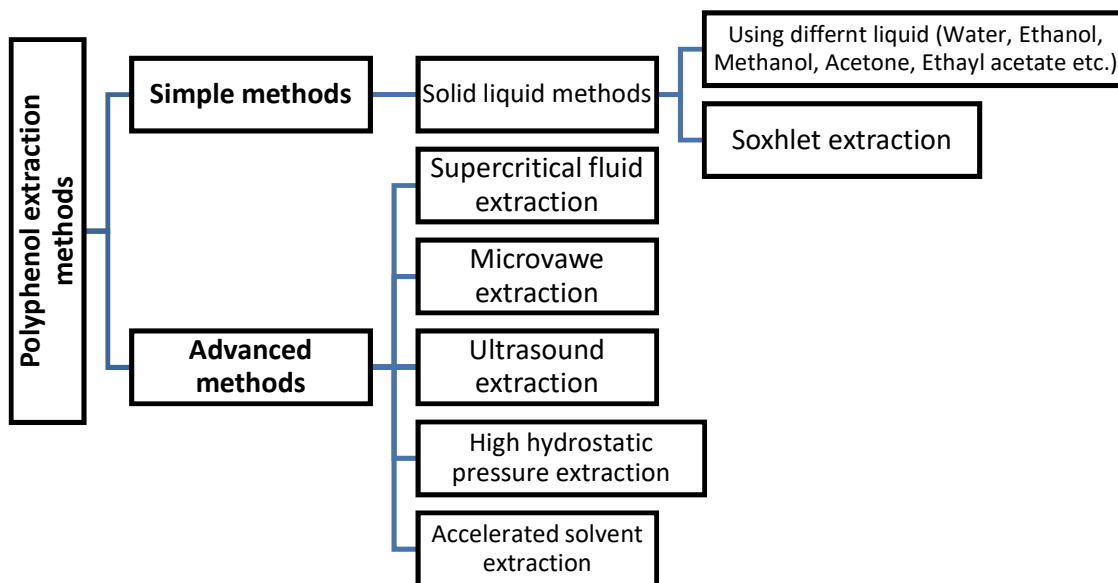 Polyphenol extraction
methods
Simple methods
Solid liquid methods
Using differnt liquid (Water, Ethanol,
Methanol, Acetone, Ethayl acetate etc.)
Soxhlet extraction
Advanced
methods
Supercritical fluid
extraction
Microvawe
extraction
Ultrasound
extraction
High hydrostatic
pressure extraction
Accelerated solvent
extraction